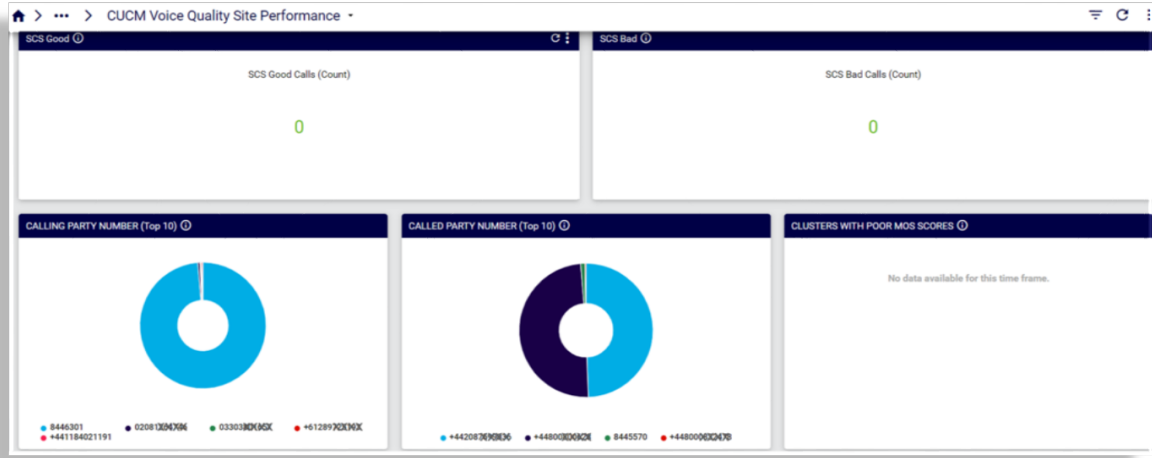 CUCM Voice Quality Site Performance
SCS Good
SCS Bad
SCS Good Calls (Count)
SCS Bad Calls (Count)
0
0
CALLING PARTY NUMBER (Top 10)
CALLED PARTY NUMBER (Top 10)
CLUSTERS WITH POOR MOS SCORES
No data available for this time frame.
8446301
+441184021191
8445570